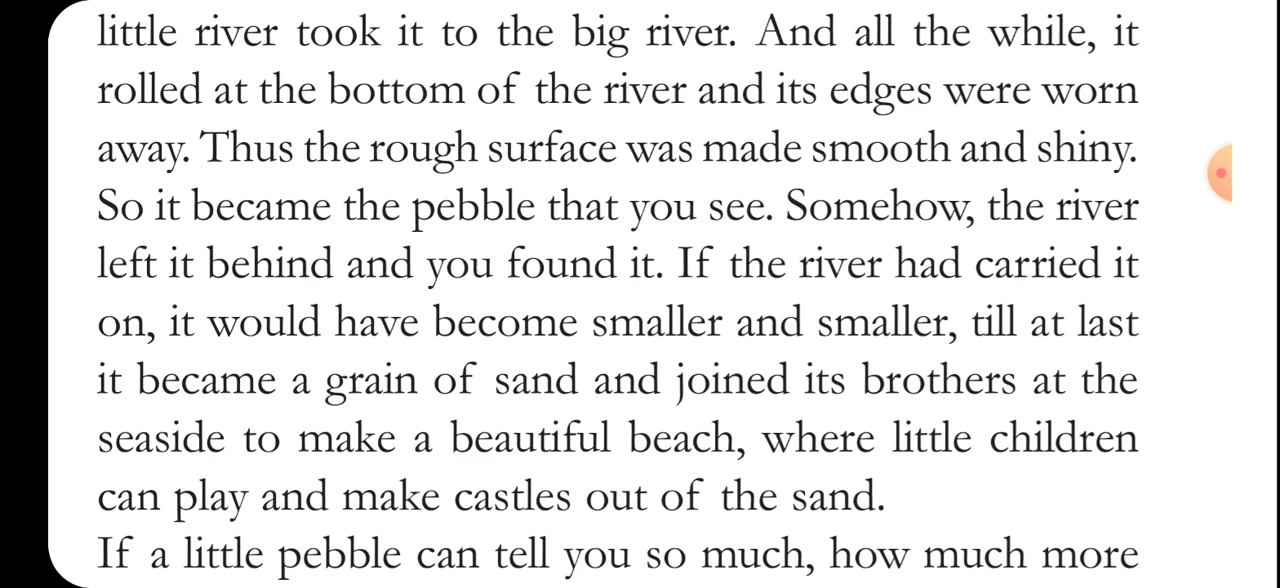 little river took it to the big river. And all the while, it
rolled at the bottom of the river and its edges were worn
away. Thus the rough surface was made smooth and shiny.
So it became the pebble that you see. Somehow, the river
left it behind and you found it. If the river had carried it
on, it would have become smaller and smaller, till at last
it became a grain of sand and joined its brothers at the
seaside to make a beautiful beach, where little children
can play and make castles out of the sand.
If a little pebble can tell you so much, how much more